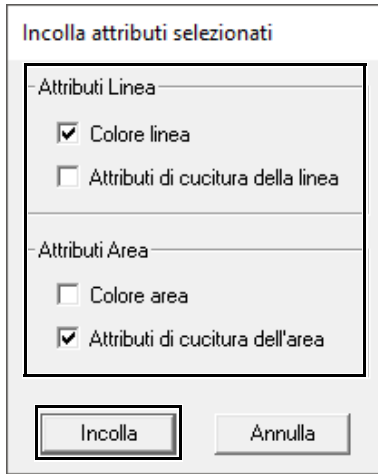 Incolla attributi selezionati
Attributi Linea
Colore linea
Attributi di cucitura della linea
Attributi Area
Colore area
Attributi di cucitura dell'area
Incolla Annulla